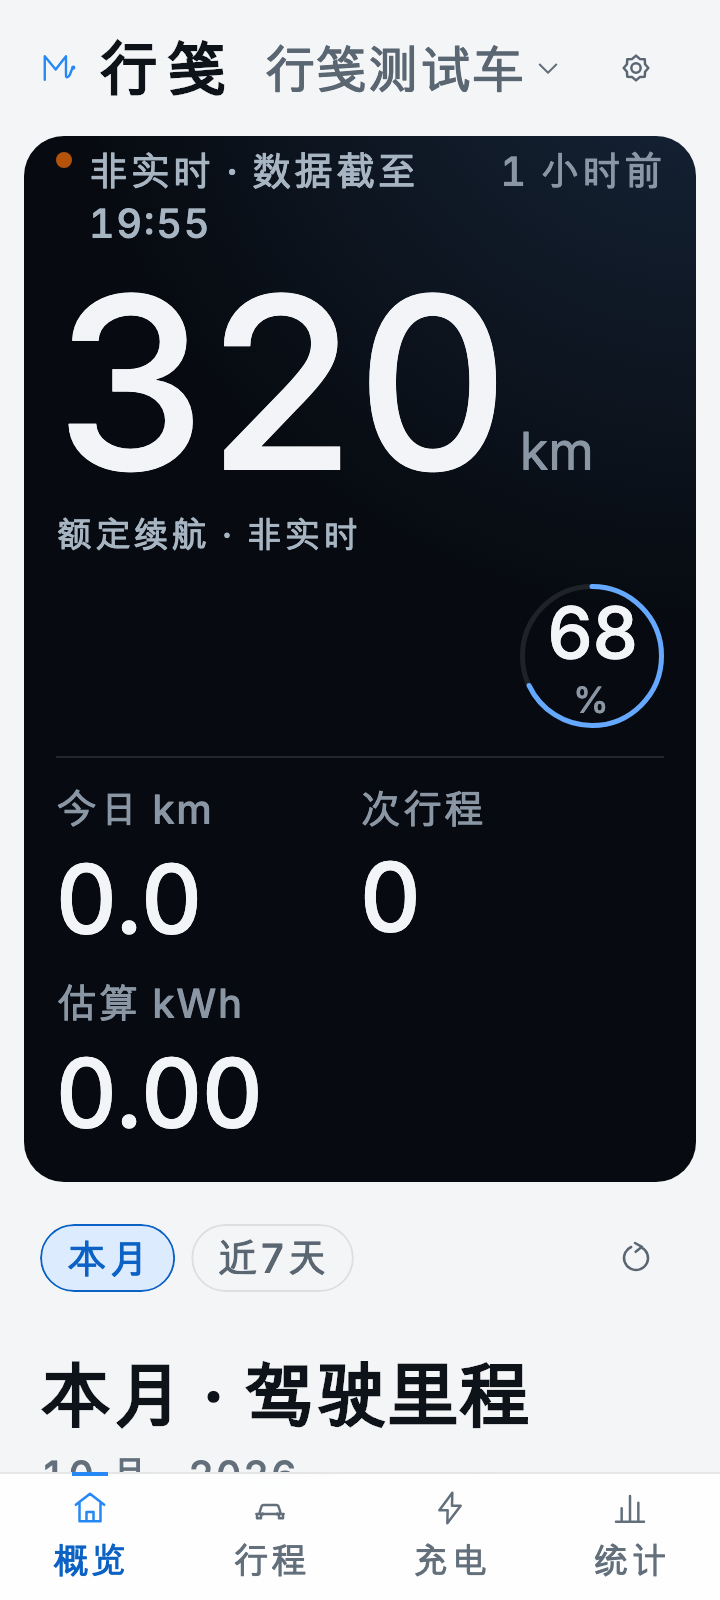 行笺 行笺测试车
非实时 · 数据截至 19:55
1 小时前
320 km
额定续航 · 非实时
68 %
今日 km
0.0
次行程
0
估算 kWh
0.00
本月 近7天
本月 · 驾驶里程
概览 行程 充电 统计